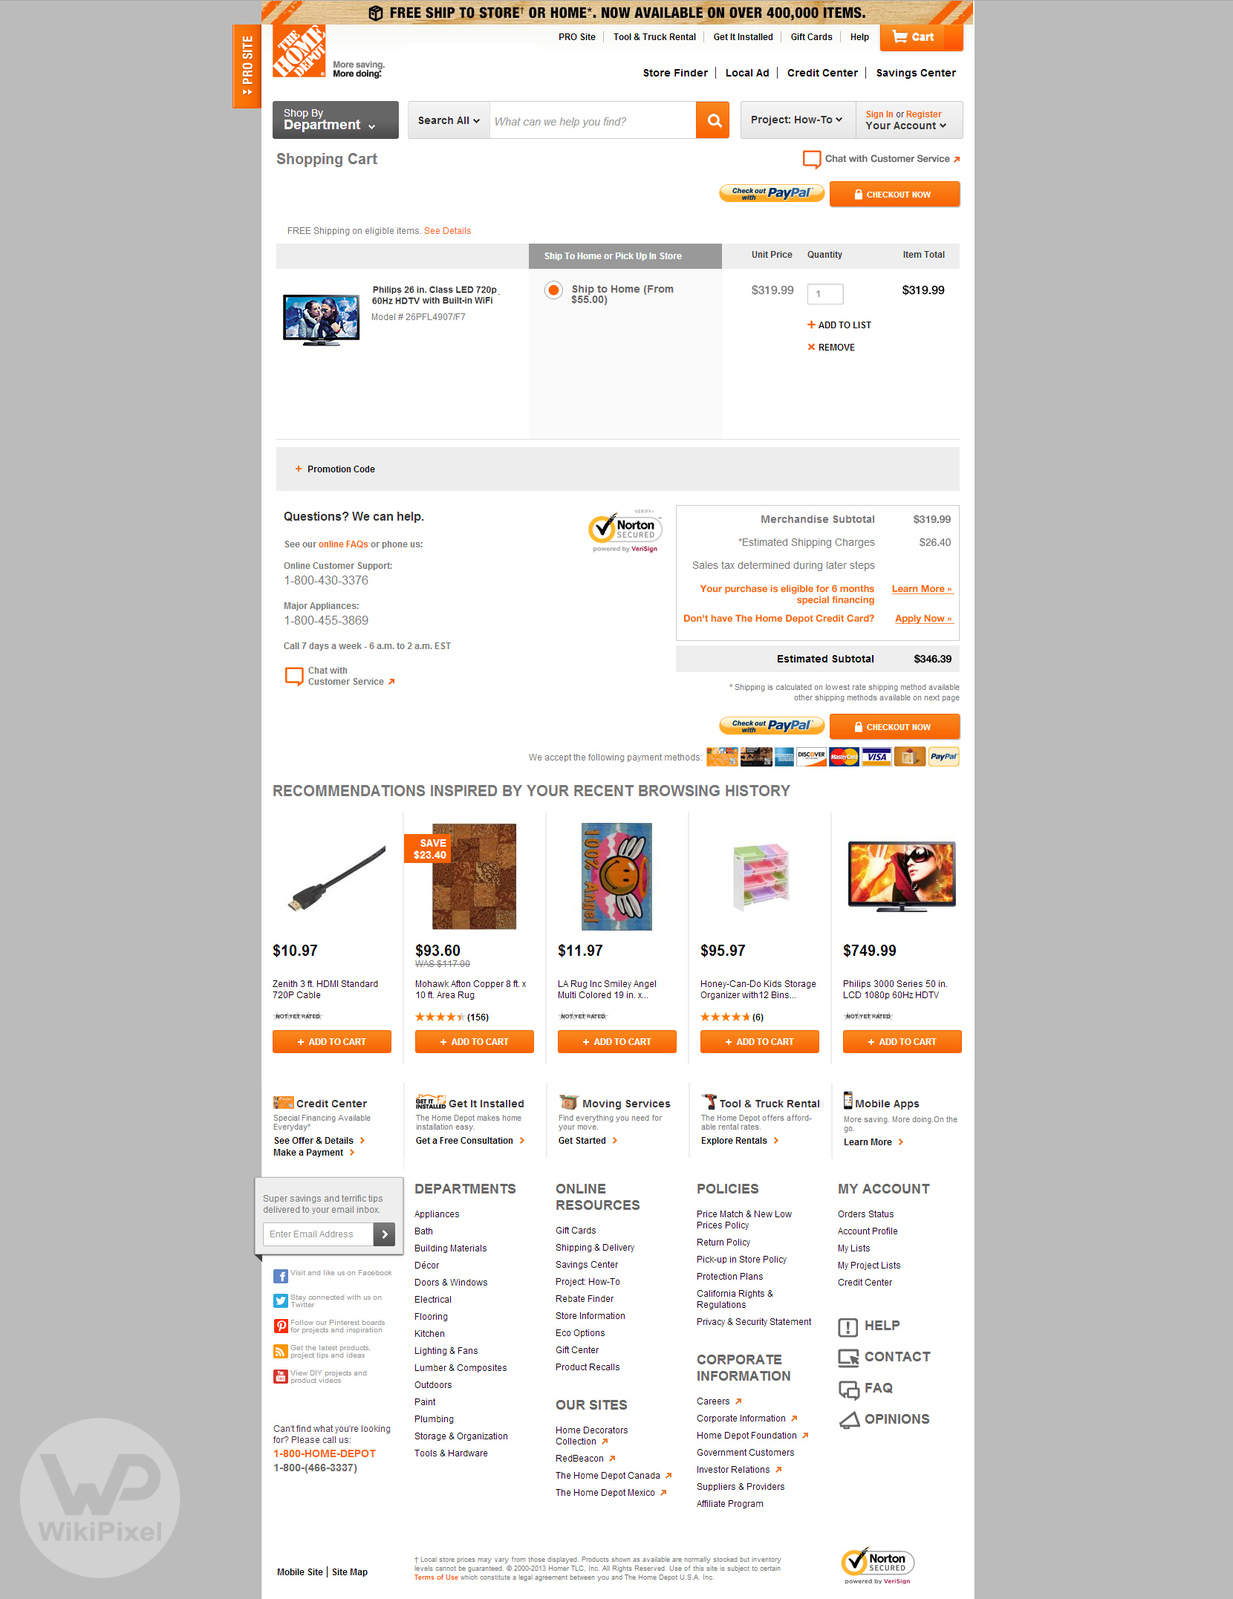 FREE SHIP TO STORE† OR HOME*. NOW AVAILABLE ON OVER 400,000 ITEMS.
PRO SITE
THE HOME DEPOT
More saving.
More doing.
PRO Site
Tool & Truck Rental
Get It Installed
Gift Cards
Help
Cart
Store Finder
Local Ad
Credit Center
Savings Center
Shop By
Department
Search All
What can we help you find?
Project: How-To
Sign In or Register
Your Account
Shopping Cart
Chat with Customer Service
Check out with PayPal
CHECKOUT NOW
FREE Shipping on eligible items. See Details
Ship To Home or Pick Up In Store
Unit Price
Quantity
Item Total
Philips 26 in. Class LED 720p
60Hz HDTV with Built-in WiFi
Model # 26PFL4907/F7
Ship to Home (From
$55.00)
$319.99
1
$319.99
+ ADD TO LIST
× REMOVE
+ Promotion Code
Questions? We can help.
See our online FAQs or phone us:
Online Customer Support:
1-800-430-3376
Major Appliances:
1-800-455-3869
Call 7 days a week - 6 a.m. to 2 a.m. EST
Chat with
Customer Service
VERIFY
Norton
SECURED
powered by VeriSign
Merchandise Subtotal $319.99
*Estimated Shipping Charges $26.40
Sales tax determined during later steps
Your purchase is eligible for 6 months
special financing
Learn More »
Don't have The Home Depot Credit Card? Apply Now »
Estimated Subtotal $346.39
* Shipping is calculated on lowest rate shipping method available
other shipping methods available on next page
Check out with PayPal
CHECKOUT NOW
We accept the following payment methods:
DISCOVER
MasterCard
VISA
PayPal
RECOMMENDATIONS INSPIRED BY YOUR RECENT BROWSING HISTORY
$10.97
Zenith 3 ft. HDMI Standard
720P Cable
NOT YET RATED
+ ADD TO CART
SAVE
$23.40
$93.60
WAS $117.00
Mohawk Afton Copper 8 ft. x
10 ft. Area Rug
(156)
+ ADD TO CART
100% Angel
$11.97
LA Rug Inc Smiley Angel
Multi Colored 19 in. x...
NOT YET RATED
+ ADD TO CART
$95.97
Honey-Can-Do Kids Storage
Organizer with12 Bins...
(6)
+ ADD TO CART
$749.99
Philips 3000 Series 50 in.
LCD 1080p 60Hz HDTV
NOT YET RATED
+ ADD TO CART
Credit Center
Special Financing Available
Everyday*
See Offer & Details
Make a Payment
GET IT
INSTALLED
Get It Installed
The Home Depot makes home
installation easy.
Get a Free Consultation
Moving Services
Find everything you need for
your move.
Get Started
Tool & Truck Rental
The Home Depot offers afford-
able rental rates.
Explore Rentals
Mobile Apps
More saving. More doing.On the
go.
Learn More
Super savings and terrific tips
delivered to your email inbox.
Enter Email Address
Visit and like us on Facebook
Stay connected with us on
Twitter
Follow our Pinterest boards
for projects and inspiration
Get the latest products,
project tips and ideas
View DIY projects and
product videos
Can't find what you're looking
for? Please call us:
1-800-HOME-DEPOT
1-800-(466-3337)
DEPARTMENTS
Appliances
Bath
Building Materials
Décor
Doors & Windows
Electrical
Flooring
Kitchen
Lighting & Fans
Lumber & Composites
Outdoors
Paint
Plumbing
Storage & Organization
Tools & Hardware
ONLINE
RESOURCES
Gift Cards
Shipping & Delivery
Savings Center
Project: How-To
Rebate Finder
Store Information
Eco Options
Gift Center
Product Recalls
OUR SITES
Home Decorators
Collection
RedBeacon
The Home Depot Canada
The Home Depot Mexico
POLICIES
Price Match & New Low
Prices Policy
Return Policy
Pick-up in Store Policy
Protection Plans
California Rights &
Regulations
Privacy & Security Statement
CORPORATE
INFORMATION
Careers
Corporate Information
Home Depot Foundation
Government Customers
Investor Relations
Suppliers & Providers
Affiliate Program
MY ACCOUNT
Orders Status
Account Profile
My Lists
My Project Lists
Credit Center
HELP
CONTACT
FAQ
OPINIONS
WikiPixel
Mobile Site | Site Map
† Local store prices may vary from those displayed. Products shown as available are normally stocked but inventory
levels cannot be guaranteed. © 2000-2013 Homer TLC, Inc. All Rights Reserved. Use of this site is subject to certain
Terms of Use which constitute a legal agreement between you and The Home Depot U.S.A. Inc.
Norton
SECURED
powered by VeriSign